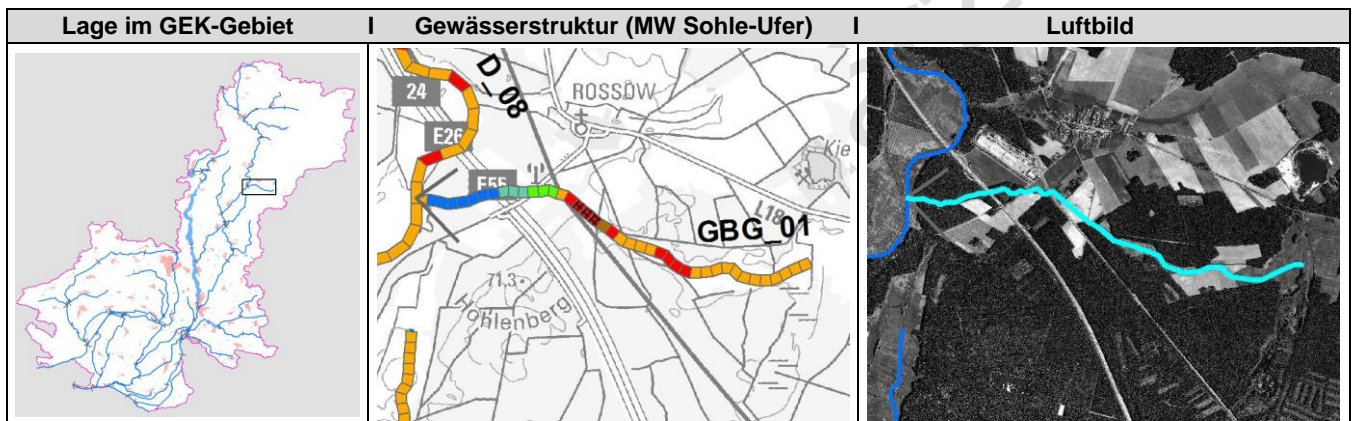 Lage im GEK-Gebiet I Gewässerstruktur (MW Sohle-Ufer) I Luftbild
24
D_08
ROSSOW
E26
Kie
E55
L18
GBG_01
71,3
Hohlenberg